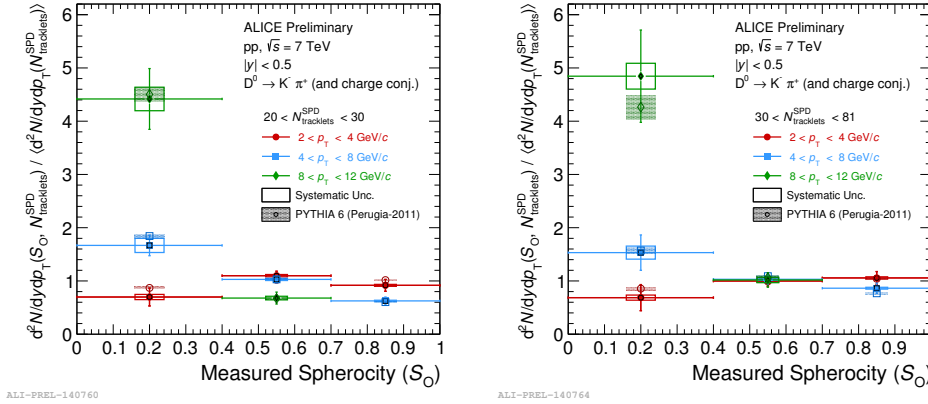 d²N/dydp_T(S_O, N^SPD_tracklets) / ⟨d²N/dydp_T(N^SPD_tracklets)⟩
6
5
4
3
2
1
0
ALICE Preliminary
pp, √s = 7 TeV
|y| < 0.5
D⁰ → K⁻ π⁺ (and charge conj.)
20 < N^SPD_tracklets < 30
2 < p_T < 4 GeV/c
4 < p_T < 8 GeV/c
8 < p_T < 12 GeV/c
Systematic Unc.
PYTHIA 6 (Perugia-2011)
0 0.1 0.2 0.3 0.4 0.5 0.6 0.7 0.8 0.9 1
Measured Spherocity (S_O)
ALI-PREL-140760
d²N/dydp_T(S_O, N^SPD_tracklets) / ⟨d²N/dydp_T(N^SPD_tracklets)⟩
6
5
4
3
2
1
0
ALICE Preliminary
pp, √s = 7 TeV
|y| < 0.5
D⁰ → K⁻ π⁺ (and charge conj.)
30 < N^SPD_tracklets < 81
2 < p_T < 4 GeV/c
4 < p_T < 8 GeV/c
8 < p_T < 12 GeV/c
Systematic Unc.
PYTHIA 6 (Perugia-2011)
0 0.1 0.2 0.3 0.4 0.5 0.6 0.7 0.8 0.9
Measured Spherocity (S_O)
ALI-PREL-140764